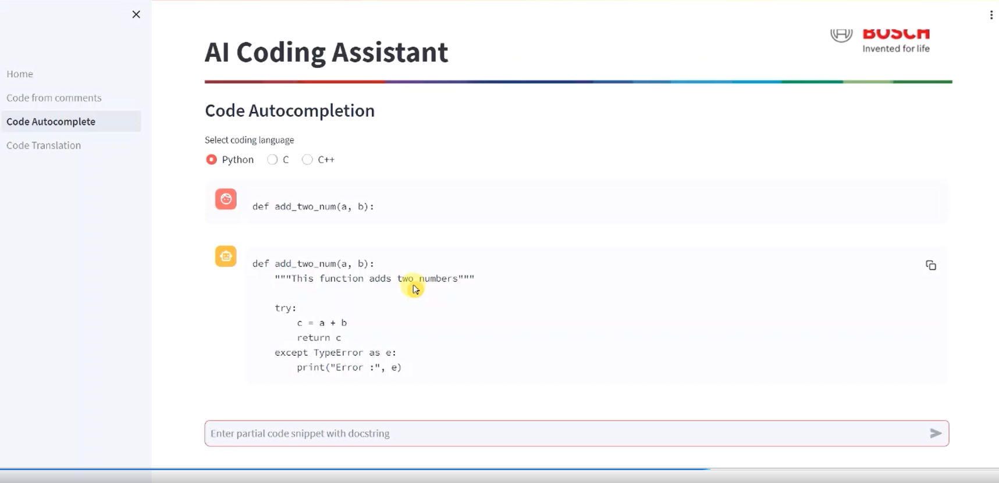 BOSCH
Invented for life
AI Coding Assistant
Home
Code from comments
Code Autocomplete
Code Translation
Code Autocompletion
Select coding language
Python C C++
def add_two_num(a, b):
def add_two_num(a, b):
    """This function adds two numbers"""
    try:
        c = a + b
        return c
    except TypeError as e:
        print("Error :", e)
Enter partial code snippet with docstring